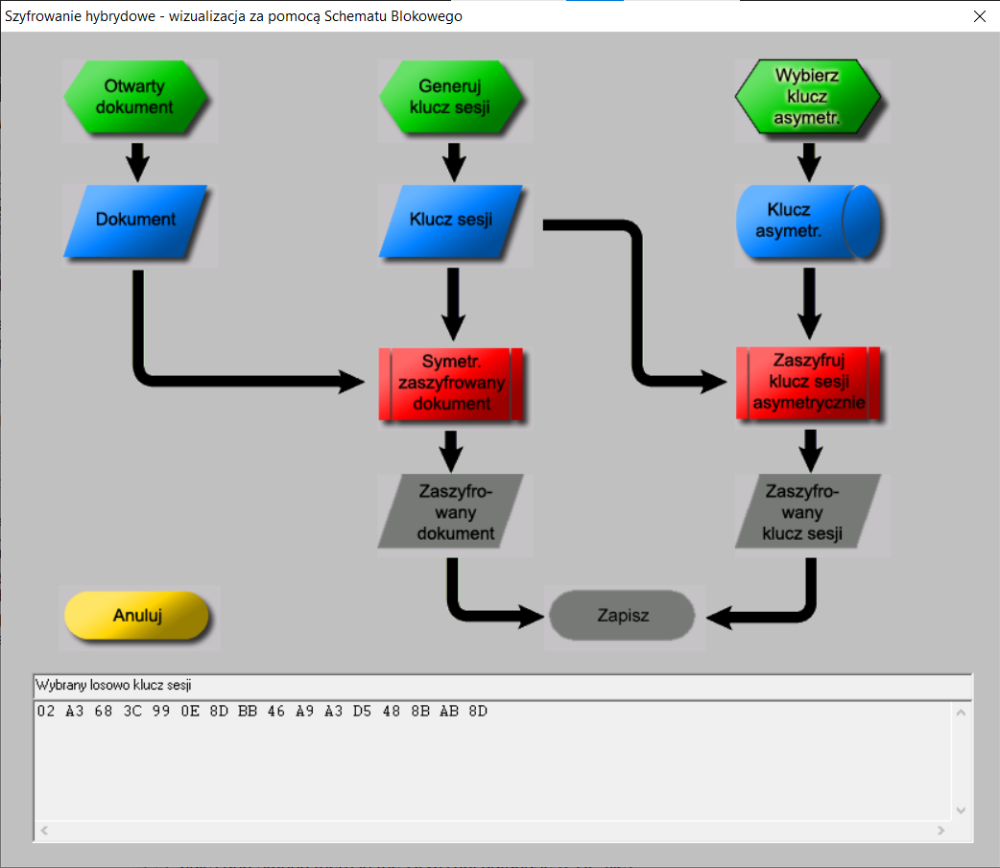 Szyfrowanie hybrydowe - wizualizacja za pomocą Schematu Blokowego
Otwarty
dokument
Generuj
klucz sesji
Wybierz
klucz
asymetr.
Dokument
Klucz sesji
Klucz
asymetr.
Symetr.
zaszyfrowany
dokument
Zaszyfruj
klucz sesji
asymetrycznie
Zaszyfro-
wany
dokument
Zaszyfro-
wany
klucz sesji
Anuluj
Zapisz
Wybrany losowo klucz sesji
02 A3 68 3C 99 0E 8D BB 46 A9 A3 D5 48 8B AB 8D